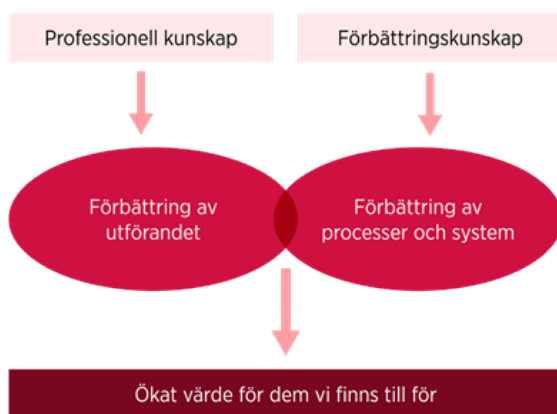 Professionell kunskap
Förbättringskunskap
Förbättring av
utförandet
Förbättring av
processer och system
Ökat värde för dem vi finns till för